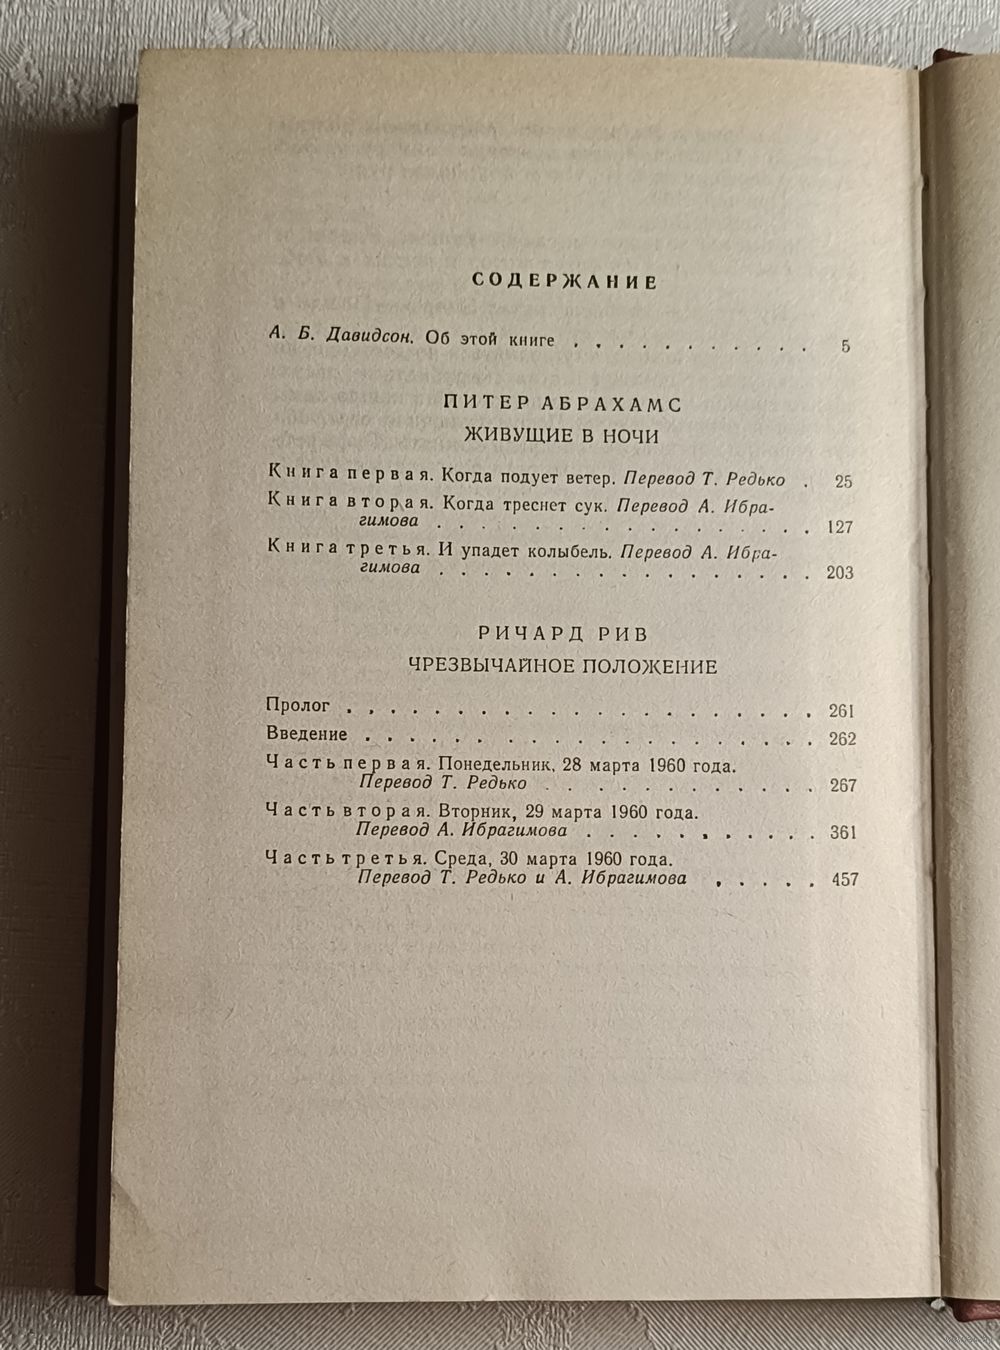 СОДЕРЖАНИЕ
А. Б. Давидсон. Об этой книге . . . . . . . . . . . 5
ПИТЕР АБРАХАМС
ЖИВУЩИЕ В НОЧИ
Книга первая. Когда подует ветер. Перевод Т. Редько . 25
Книга вторая. Когда треснет сук. Перевод А. Ибра-
гимова . . . . . . . . . . . . . . . . . 127
Книга третья. И упадет колыбель. Перевод А. Ибра-
гимова . . . . . . . . . . . . . . . . . 203
РИЧАРД РИВ
ЧРЕЗВЫЧАЙНОЕ ПОЛОЖЕНИЕ
Пролог . . . . . . . . . . . . . . . . . . . . . 261
Введение . . . . . . . . . . . . . . . . . . . . 262
Часть первая. Понедельник, 28 марта 1960 года.
Перевод Т. Редько . . . . . . . . . . . . 267
Часть вторая. Вторник, 29 марта 1960 года.
Перевод А. Ибрагимова . . . . . . . . . . 361
Часть третья. Среда, 30 марта 1960 года.
Перевод Т. Редько и А. Ибрагимова . . . . . 457